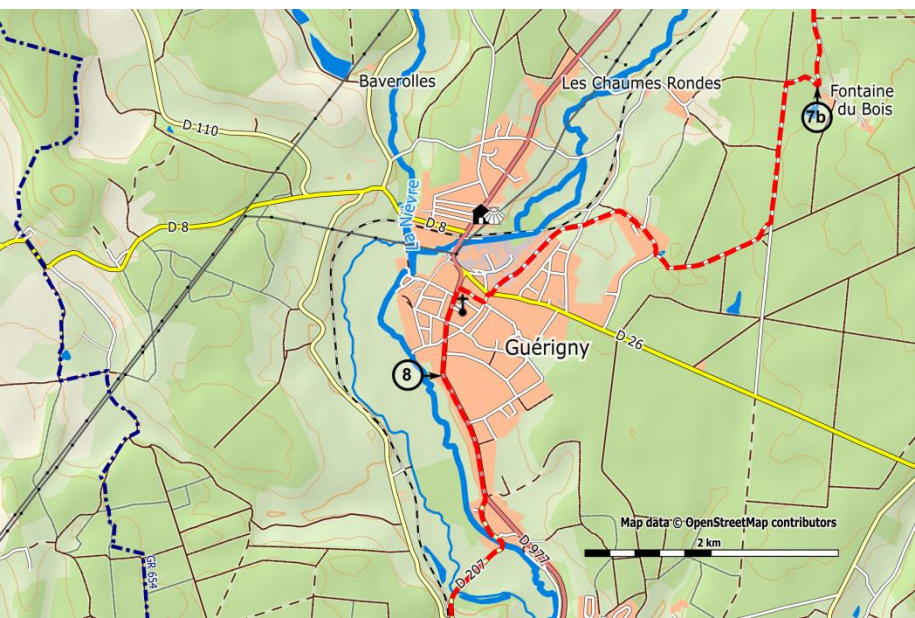 Baverolles
Les Chaumes Rondes
Fontaine
du Bois
7b
D 110
La Nièvre
D 8
D 8
D 26
Guérigny
8
Map data © OpenStreetMap contributors
2 km
D 977
D 207
GR 654